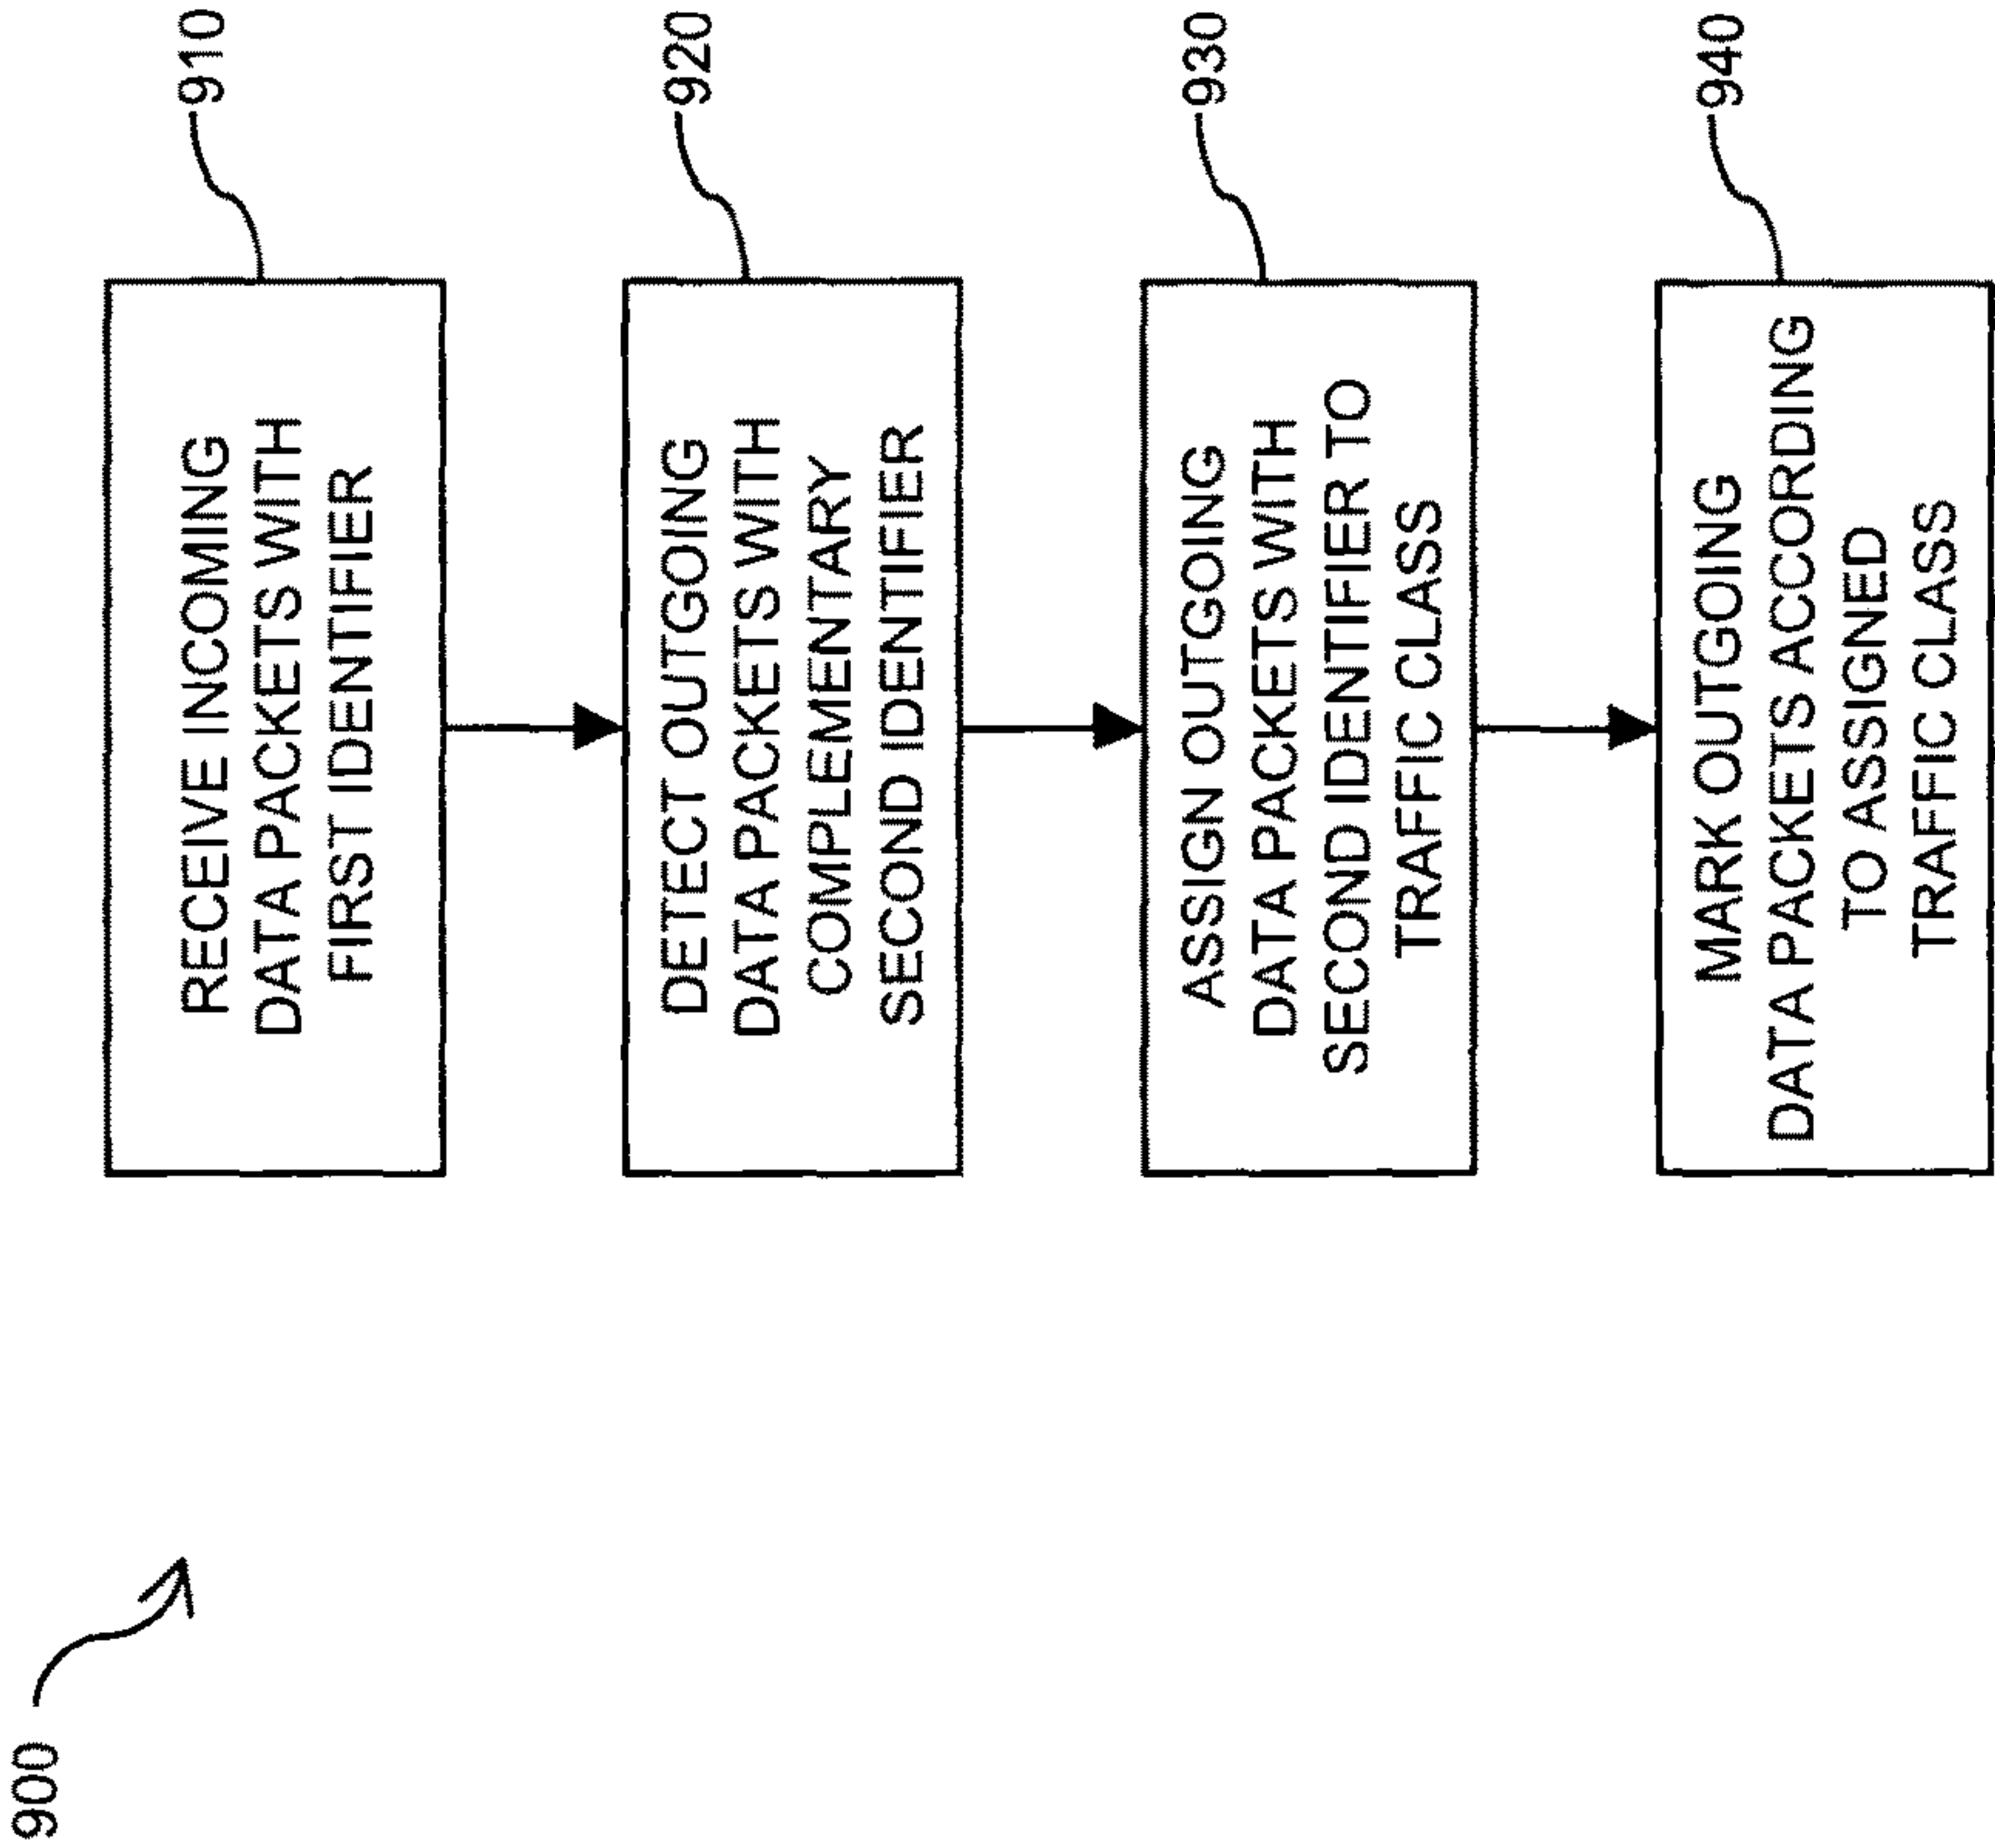 900
910
RECEIVE INCOMING
DATA PACKETS WITH
FIRST IDENTIFIER
920
DETECT OUTGOING
DATA PACKETS WITH
COMPLEMENTARY
SECOND IDENTIFIER
930
ASSIGN OUTGOING
DATA PACKETS WITH
SECOND IDENTIFIER TO
TRAFFIC CLASS
940
MARK OUTGOING
DATA PACKETS ACCORDING
TO ASSIGNED
TRAFFIC CLASS